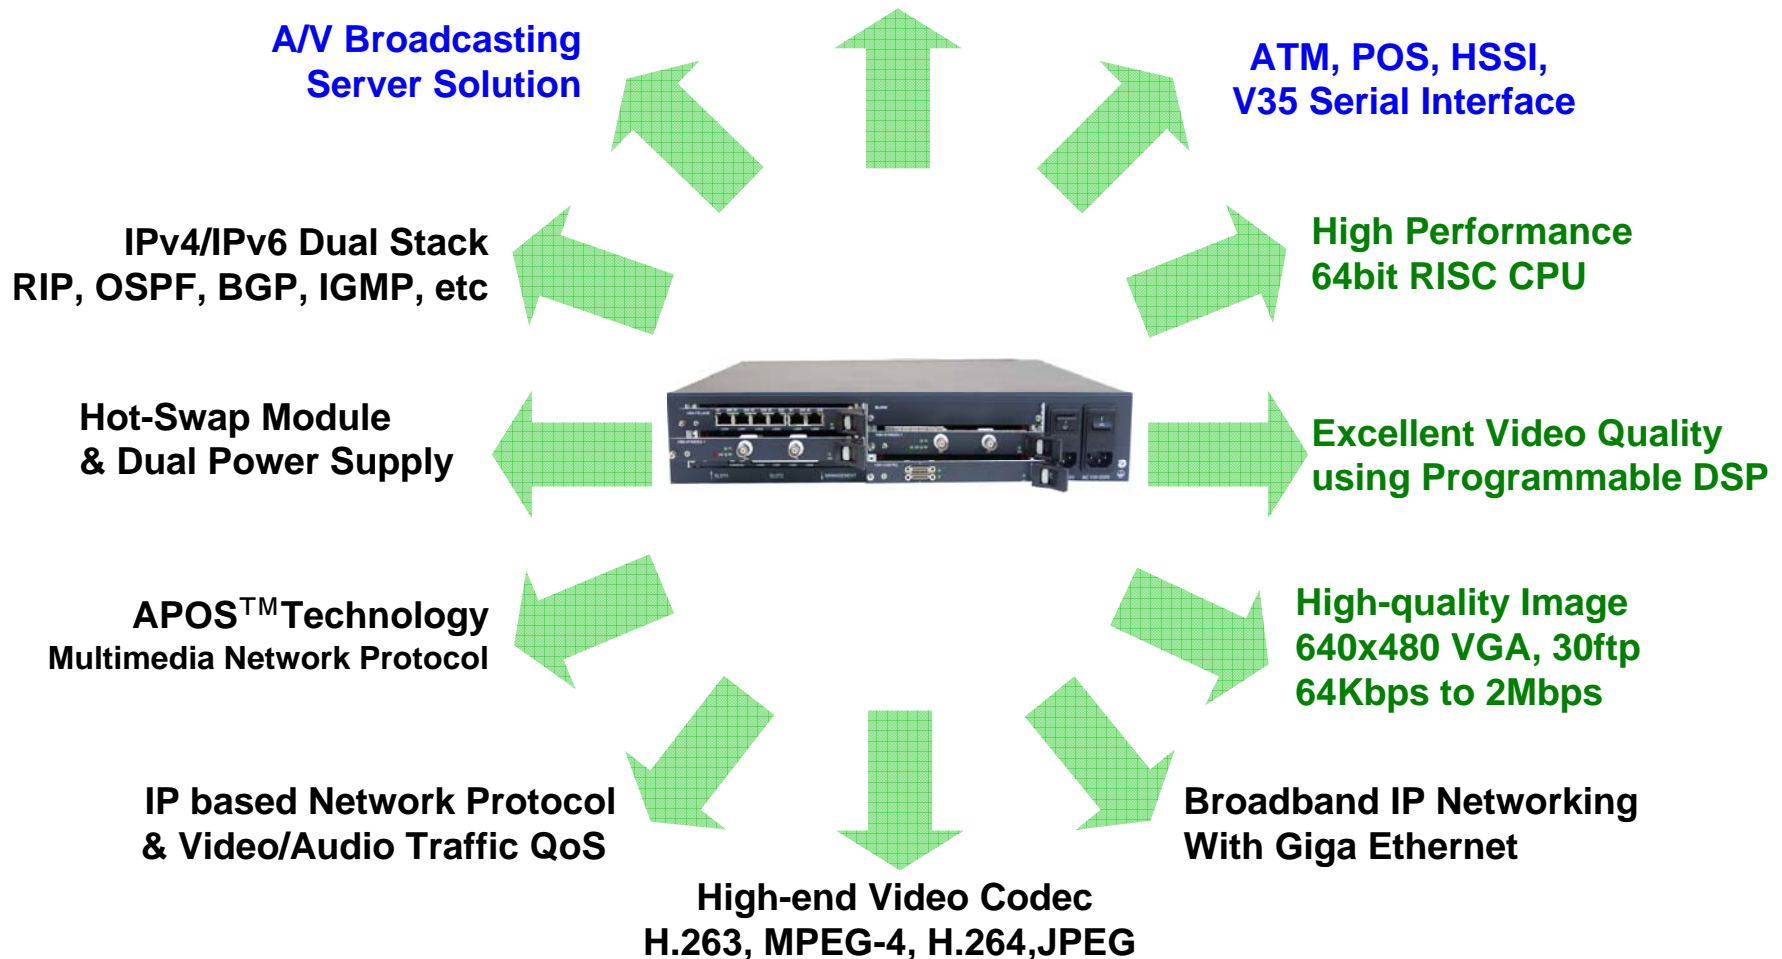 A/V Broadcasting
Server Solution
ATM, POS, HSSI,
V35 Serial Interface
IPv4/IPv6 Dual Stack
RIP, OSPF, BGP, IGMP, etc
High Performance
64bit RISC CPU
Hot-Swap Module
& Dual Power Supply
Excellent Video Quality
using Programmable DSP
APOS™Technology
Multimedia Network Protocol
High-quality Image
640x480 VGA, 30ftp
64Kbps to 2Mbps
IP based Network Protocol
& Video/Audio Traffic QoS
Broadband IP Networking
With Giga Ethernet
High-end Video Codec
H.263, MPEG-4, H.264,JPEG